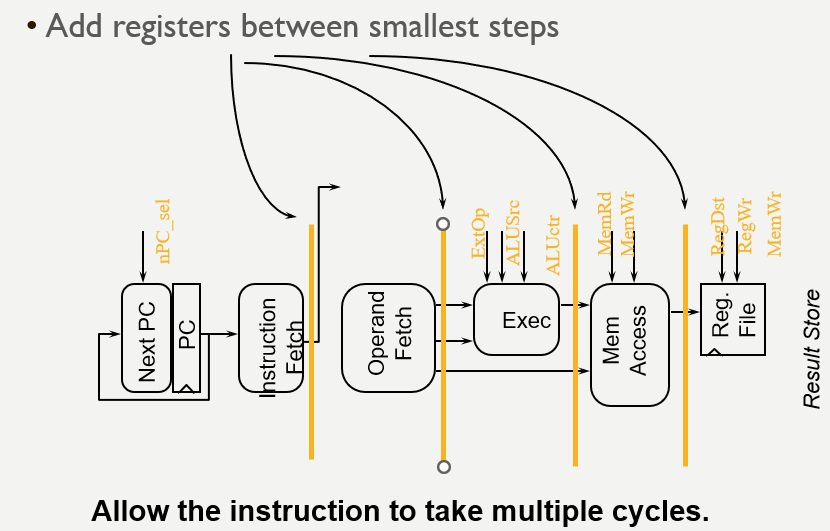 • Add registers between smallest steps
nPC_sel
ExtOp
ALUSrc
ALUctr
MemRd
MemWr
RegDst
RegWr
MemWr
Next PC
PC
Instruction
Fetch
Operand
Fetch
Exec
Mem
Access
Reg.
File
Result Store
Allow the instruction to take multiple cycles.